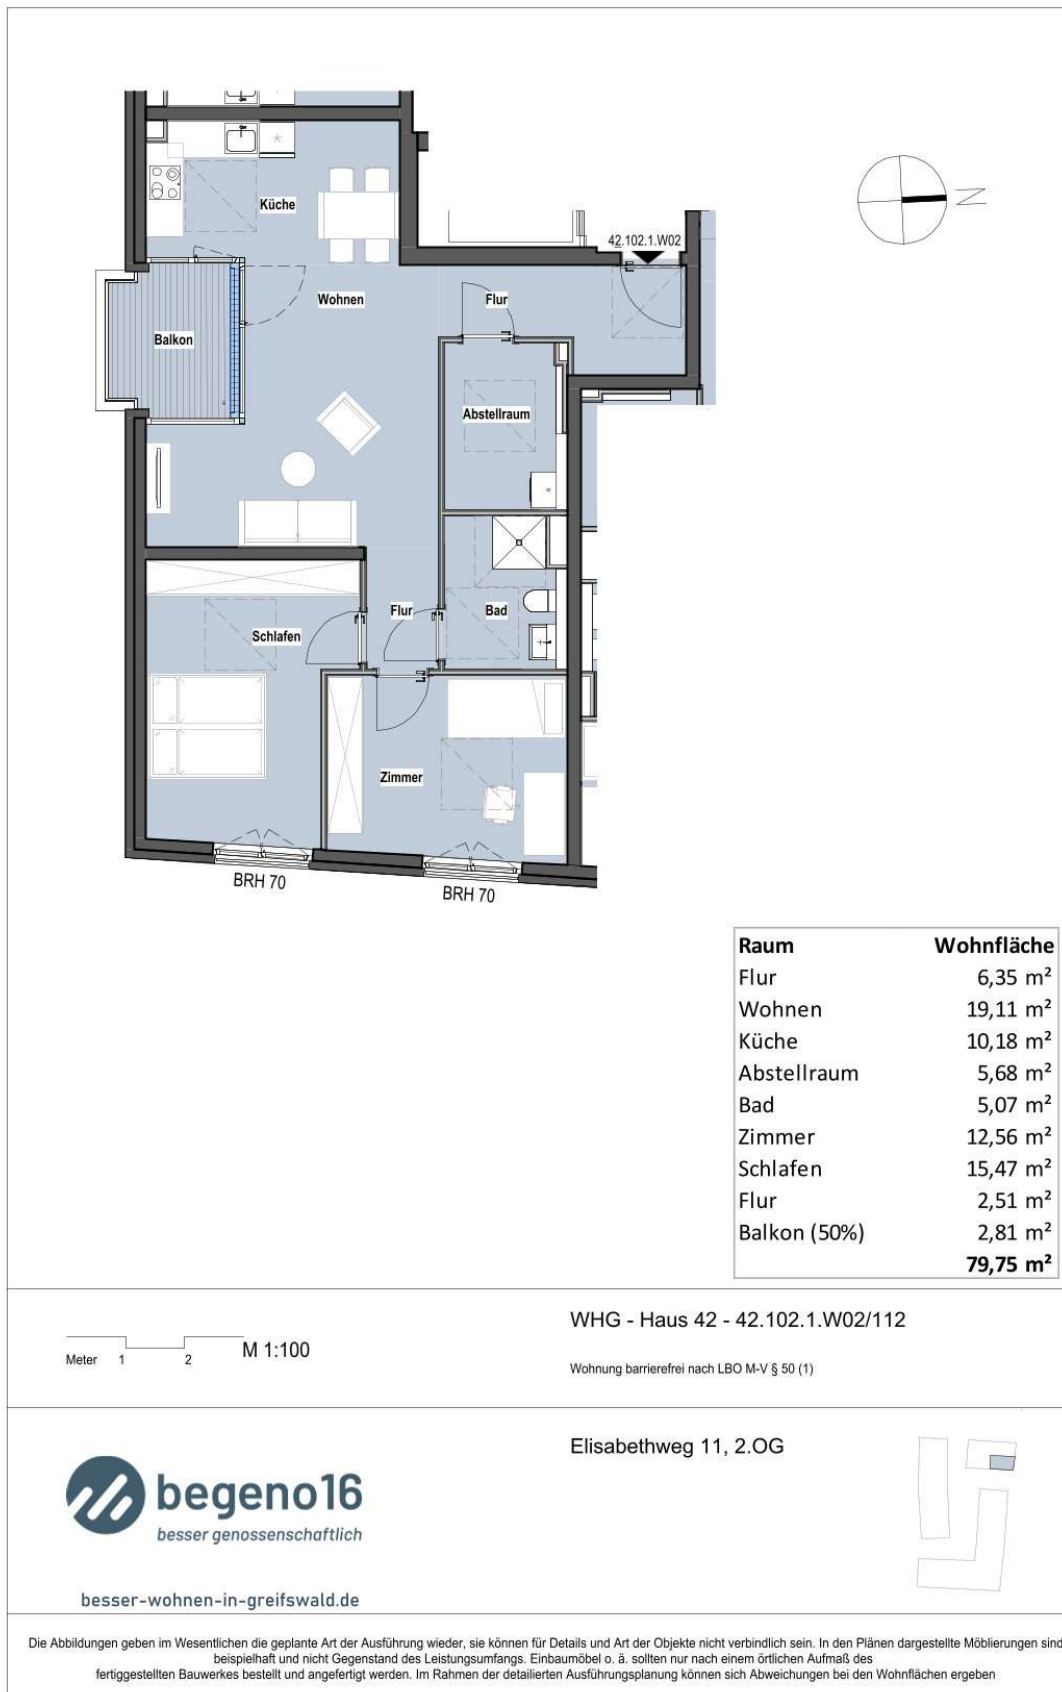 Küche
42.102.1.W02
N
Wohnen
Flur
Balkon
Abstellraum
Flur
Bad
Schlafen
Zimmer
BRH 70
BRH 70
Raum Wohnfläche
Flur 6,35 m²
Wohnen 19,11 m²
Küche 10,18 m²
Abstellraum 5,68 m²
Bad 5,07 m²
Zimmer 12,56 m²
Schlafen 15,47 m²
Flur 2,51 m²
Balkon (50%) 2,81 m²
79,75 m²
Meter 1 2 M 1:100
WHG - Haus 42 - 42.102.1.W02/112
Wohnung barrierefrei nach LBO M-V § 50 (1)
begeno16
besser genossenschaftlich
besser-wohnen-in-greifswald.de
Elisabethweg 11, 2.OG
Die Abbildungen geben im Wesentlichen die geplante Art der Ausführung wieder, sie können für Details und Art der Objekte nicht verbindlich sein. In den Plänen dargestellte Möblierungen sind
beispielhaft und nicht Gegenstand des Leistungsumfangs. Einbaumöbel o. ä. sollten nur nach einem örtlichen Aufmaß des
fertiggestellten Bauwerkes bestellt und angefertigt werden. Im Rahmen der detailierten Ausführungsplanung können sich Abweichungen bei den Wohnflächen ergeben